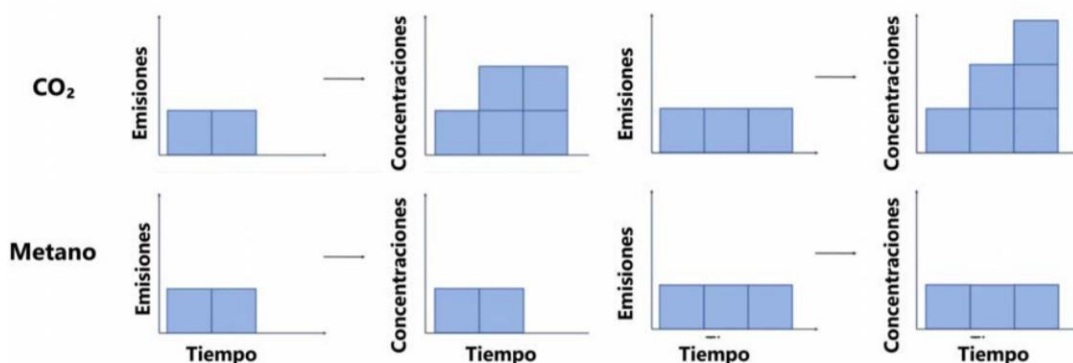 CO₂
Emisiones
Concentraciones
Emisiones
Concentraciones
Metano
Emisiones
Concentraciones
Emisiones
Concentraciones
Tiempo
Tiempo
Tiempo
Tiempo